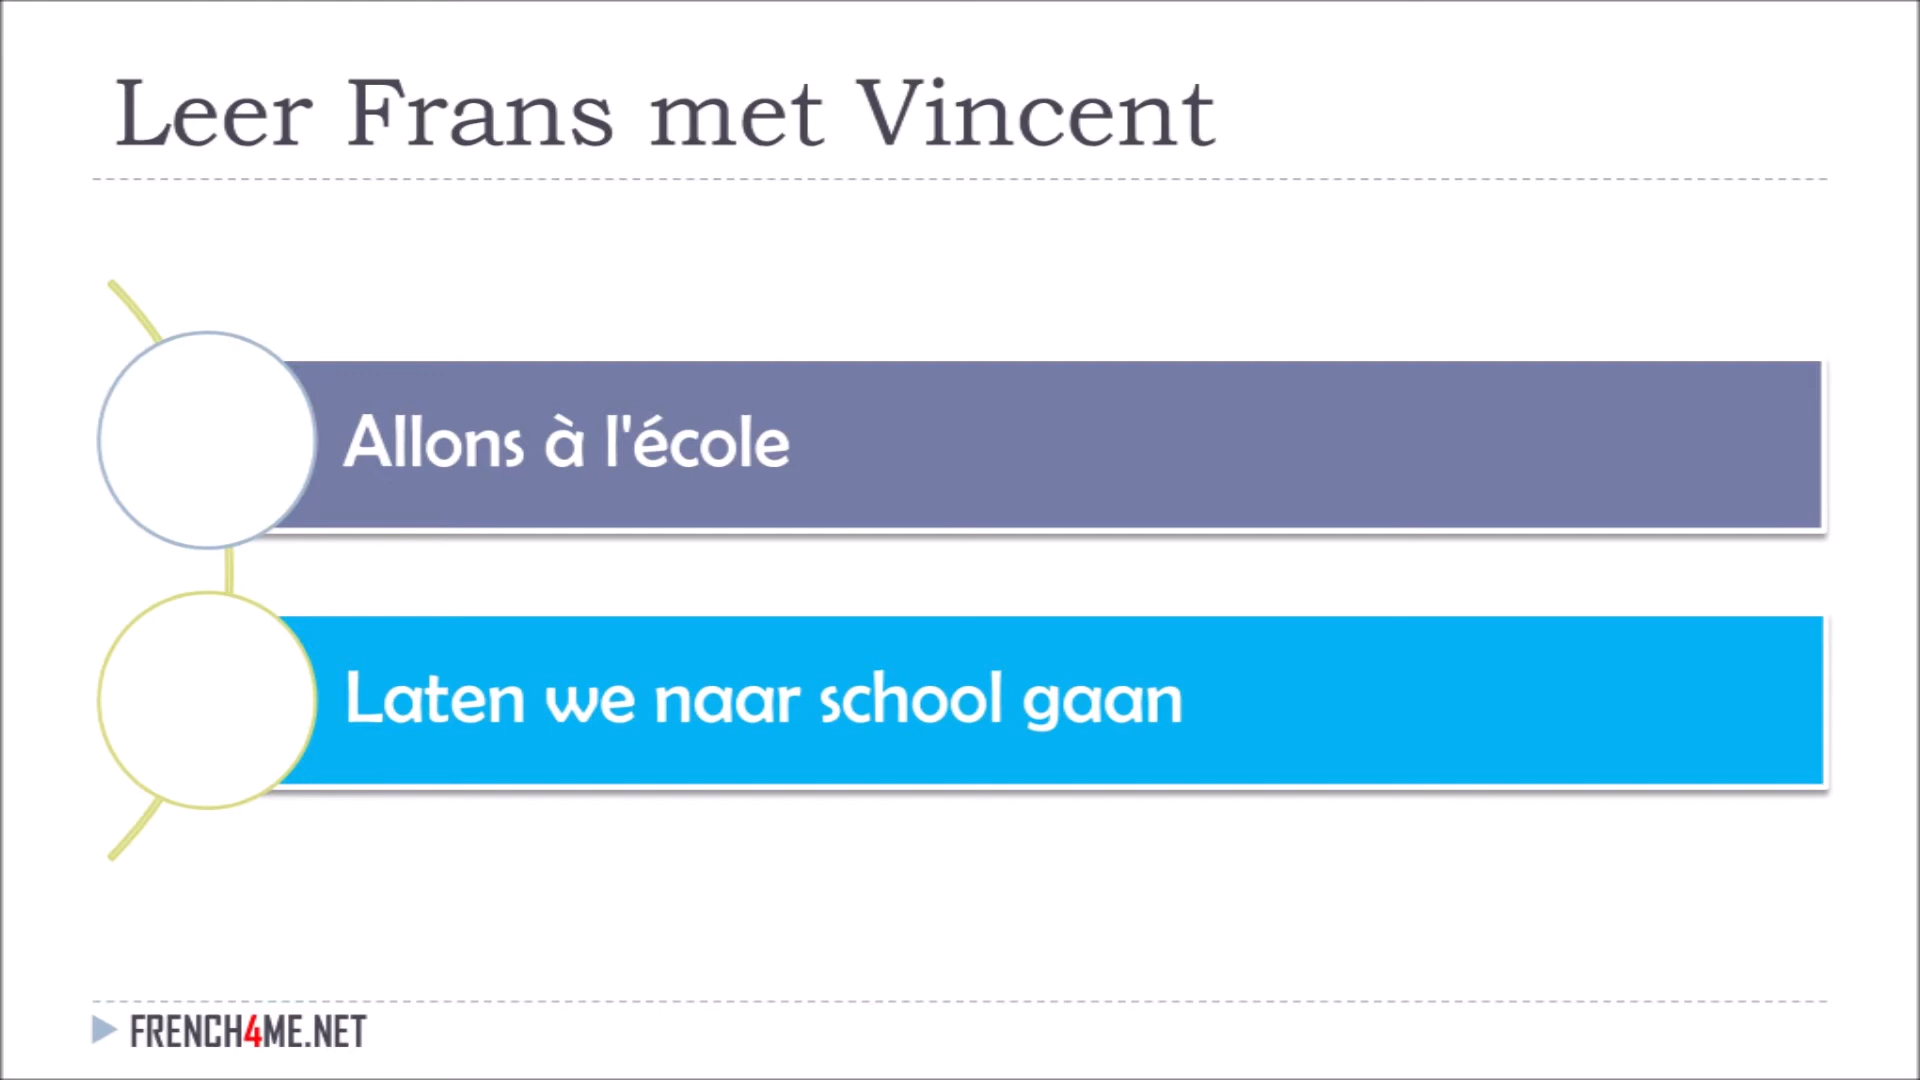 Leer Frans met Vincent
Allons à l'école
Laten we naar school gaan
FRENCH4ME.NET